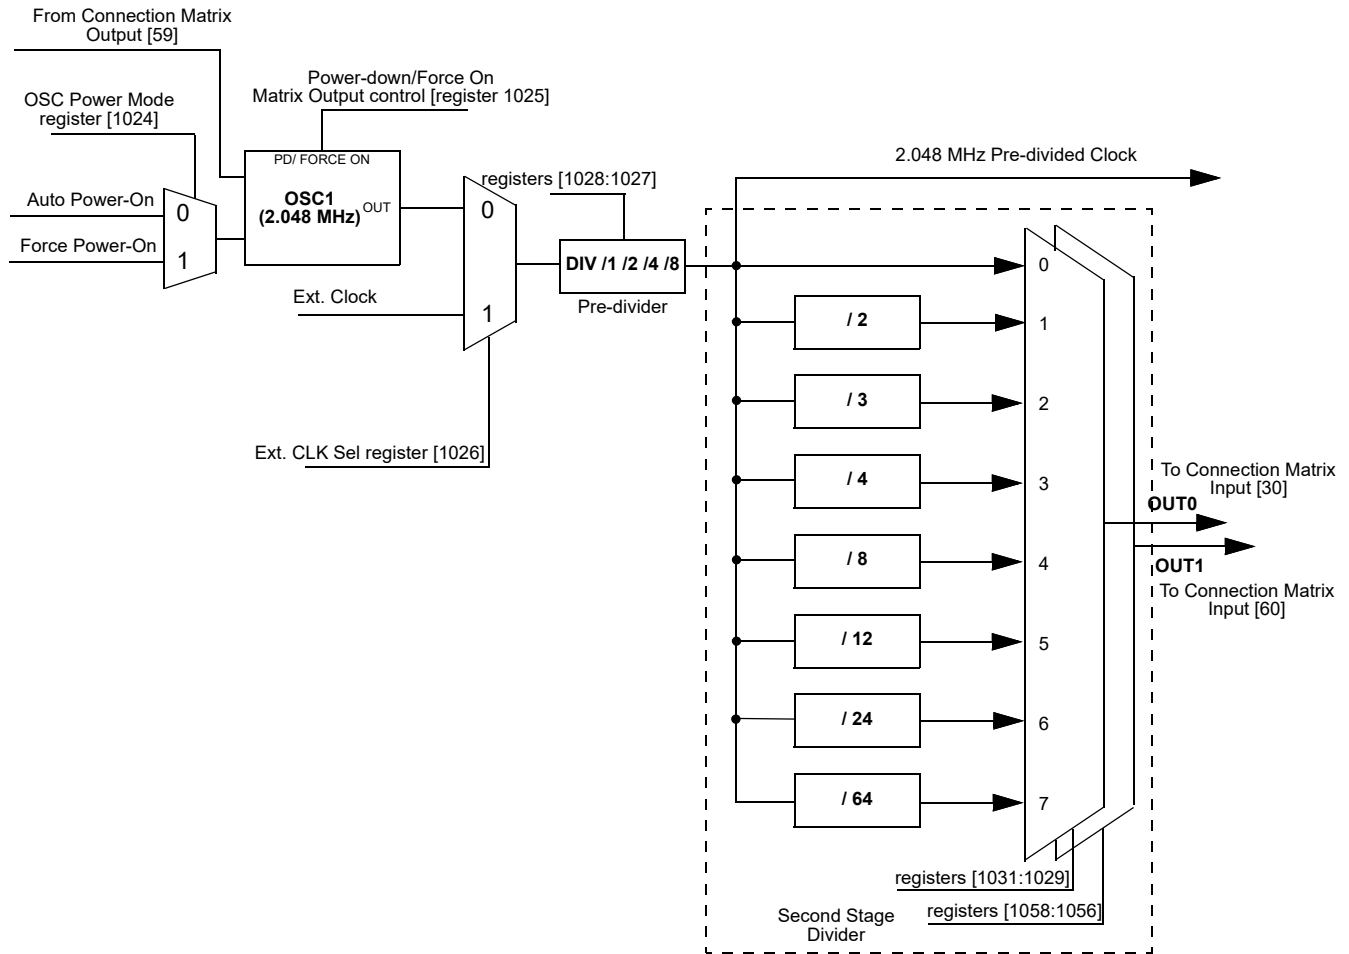 From Connection Matrix
Output [59]
Power-down/Force On
Matrix Output control [register 1025]
OSC Power Mode
register [1024]
PD/ FORCE ON
OSC1
(2.048 MHz)
OUT
Auto Power-On
0
Force Power-On
1
Ext. Clock
0
1
Ext. CLK Sel register [1026]
registers [1028:1027]
DIV /1 /2 /4 /8
Pre-divider
2.048 MHz Pre-divided Clock
0
/ 2
1
/ 3
2
/ 4
3
/ 8
4
/ 12
5
/ 24
6
/ 64
7
To Connection Matrix
Input [30]
OUT0
OUT1
To Connection Matrix
Input [60]
registers [1031:1029]
registers [1058:1056]
Second Stage
Divider